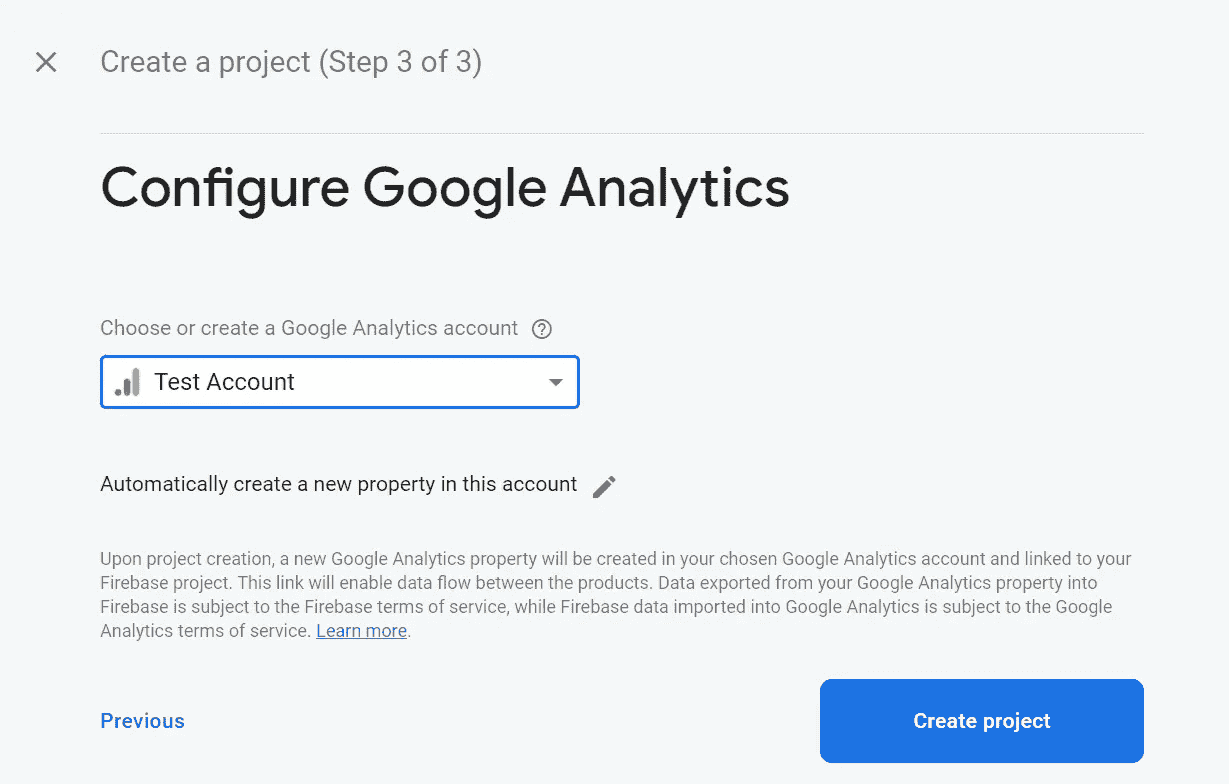 Create a project (Step 3 of 3)
Configure Google Analytics
Choose or create a Google Analytics account
Test Account
Automatically create a new property in this account
Upon project creation, a new Google Analytics property will be created in your chosen Google Analytics account and linked to your
Firebase project. This link will enable data flow between the products. Data exported from your Google Analytics property into
Firebase is subject to the Firebase terms of service, while Firebase data imported into Google Analytics is subject to the Google
Analytics terms of service. Learn more.
Previous
Create project